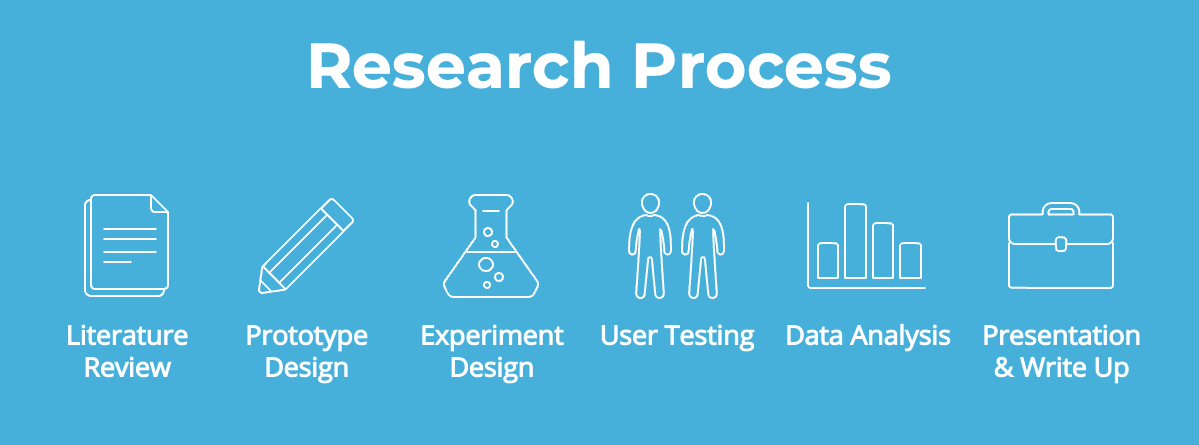 Research Process
Literature
Review
Prototype
Design
Experiment
Design
User Testing
Data Analysis
Presentation
& Write Up